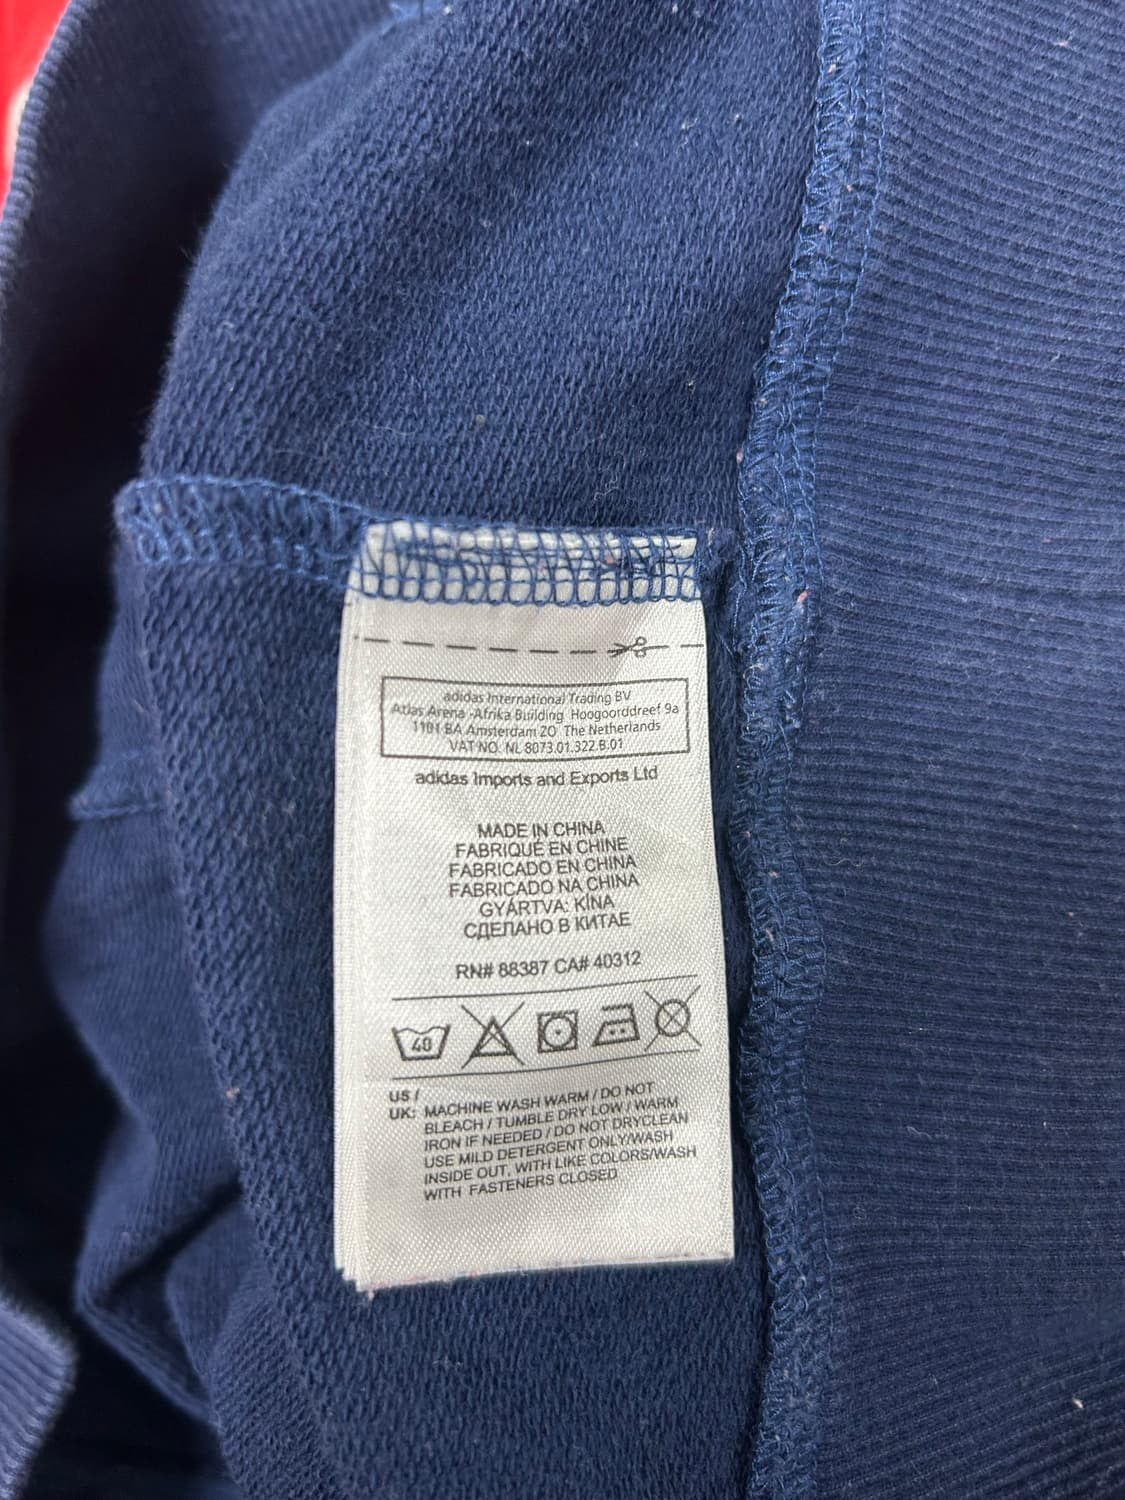 adidas International Trading BV
Atlas Arena -Afrika Building Hoogoorddreef 9a
1101 BA Amsterdam ZO The Netherlands
VAT NO. NL 8073.01.322.B.01
adidas Imports and Exports Ltd
MADE IN CHINA
FABRIQUÉ EN CHINE
FABRICADO EN CHINA
FABRICADO NA CHINA
GYÁRTVA: KÍNA
СДЕЛАНО В КИТАЕ
RN# 88387 CA# 40312
40
US /
UK: MACHINE WASH WARM / DO NOT
BLEACH / TUMBLE DRY LOW / WARM
IRON IF NEEDED / DO NOT DRYCLEAN
USE MILD DETERGENT ONLY/WASH
INSIDE OUT, WITH LIKE COLORS/WASH
WITH FASTENERS CLOSED